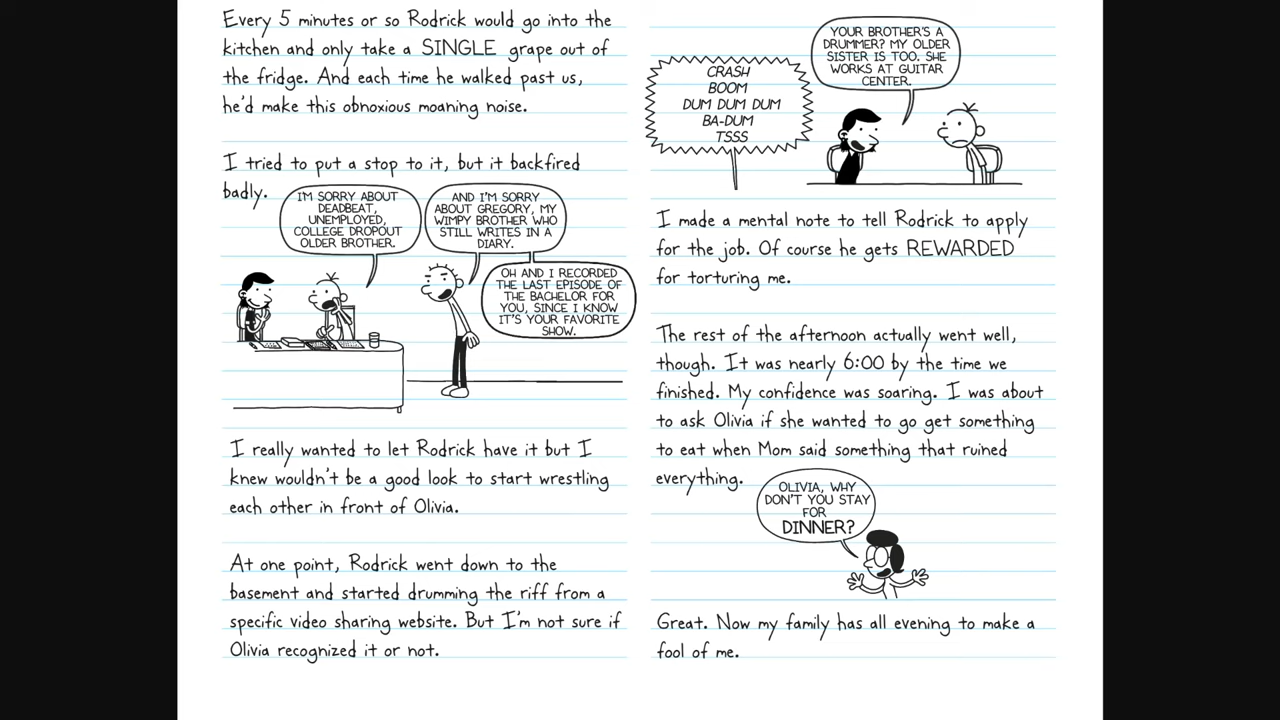 Every 5 minutes or so Rodrick would go into the
kitchen and only take a SINGLE grape out of
the fridge. And each time he walked past us,
he'd make this obnoxious moaning noise.
I tried to put a stop to it, but it backfired
badly.
I'M SORRY ABOUT
DEADBEAT,
UNEMPLOYED,
COLLEGE DROPOUT
OLDER BROTHER.
AND I'M SORRY
ABOUT GREGORY, MY
WIMPY BROTHER WHO
STILL WRITES IN A
DIARY.
OH AND I RECORDED
THE LAST EPISODE OF
THE BACHELOR FOR
YOU, SINCE I KNOW
IT'S YOUR FAVORITE
SHOW.
I really wanted to let Rodrick have it but I
knew wouldn't be a good look to start wrestling
each other in front of Olivia.
At one point, Rodrick went down to the
basement and started drumming the riff from a
specific video sharing website. But I'm not sure if
Olivia recognized it or not.
CRASH
BOOM
DUM DUM DUM
BA-DUM
TSSS
YOUR BROTHER'S A
DRUMMER? MY OLDER
SISTER IS TOO. SHE
WORKS AT GUITAR
CENTER.
I made a mental note to tell Rodrick to apply
for the job. Of course he gets REWARDED
for torturing me.
The rest of the afternoon actually went well,
though. It was nearly 6:00 by the time we
finished. My confidence was soaring. I was about
to ask Olivia if she wanted to go get something
to eat when Mom said something that ruined
everything.
OLIVIA, WHY
DON'T YOU STAY
FOR
DINNER?
Great. Now my family has all evening to make a
fool of me.